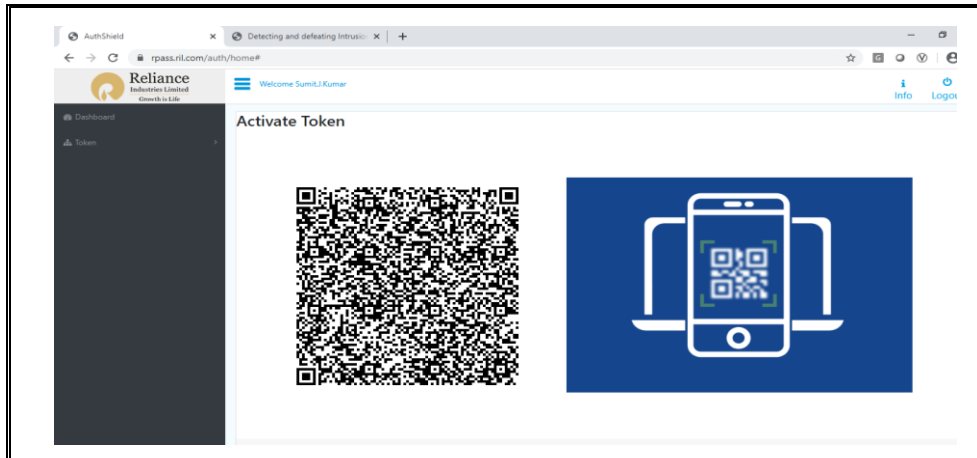 AuthShield
Detecting and defeating Intrusion
rpass.ril.com/auth/home#
Reliance
Industries Limited
Growth is Life
Welcome Sumit.J.Kumar
Info
Logou
Dashboard
Token
Activate Token